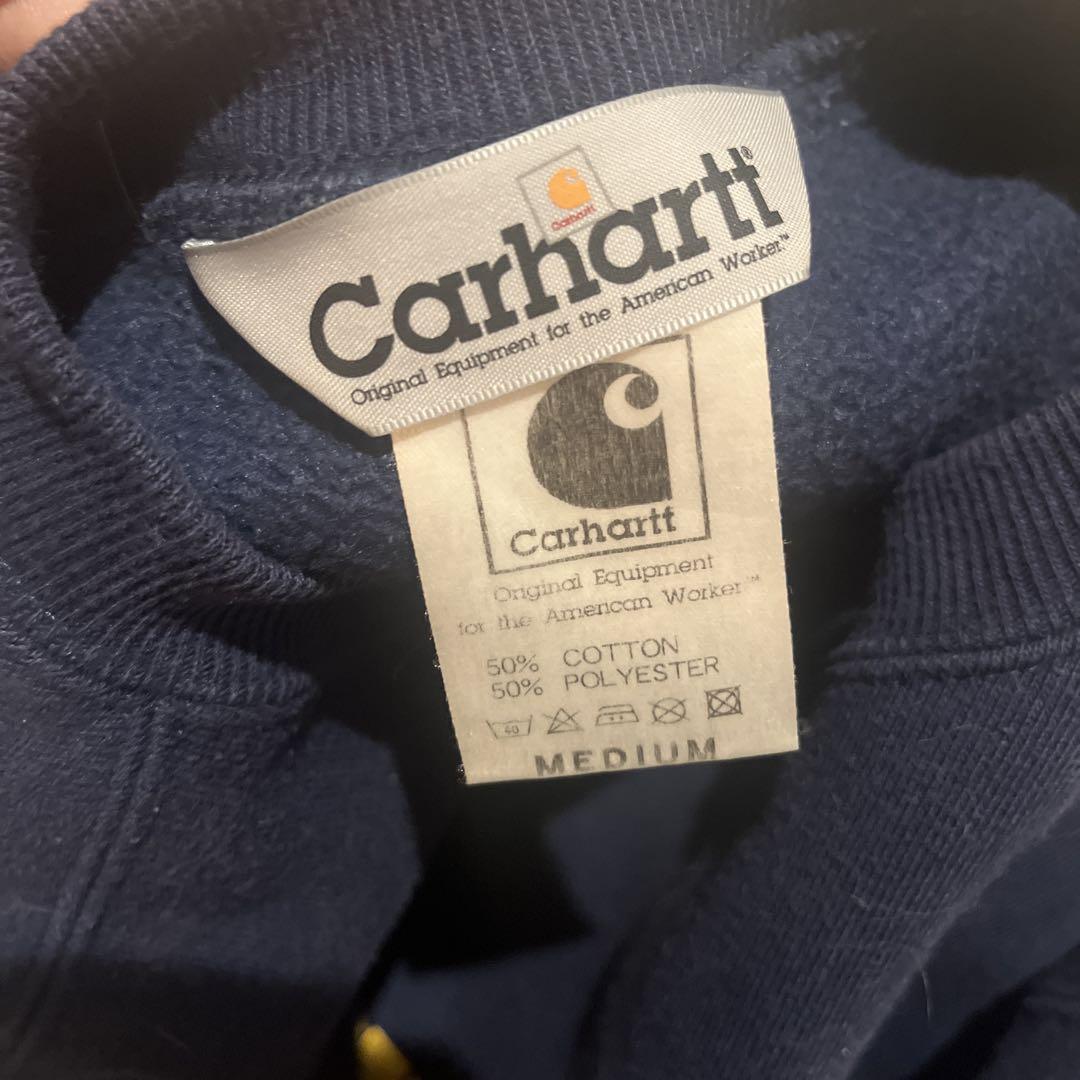 Carhartt
Carhartt®
Original Equipment for the American Worker™
Carhartt
Original Equipment
for the American Worker™
50% COTTON
50% POLYESTER
40
MEDIUM